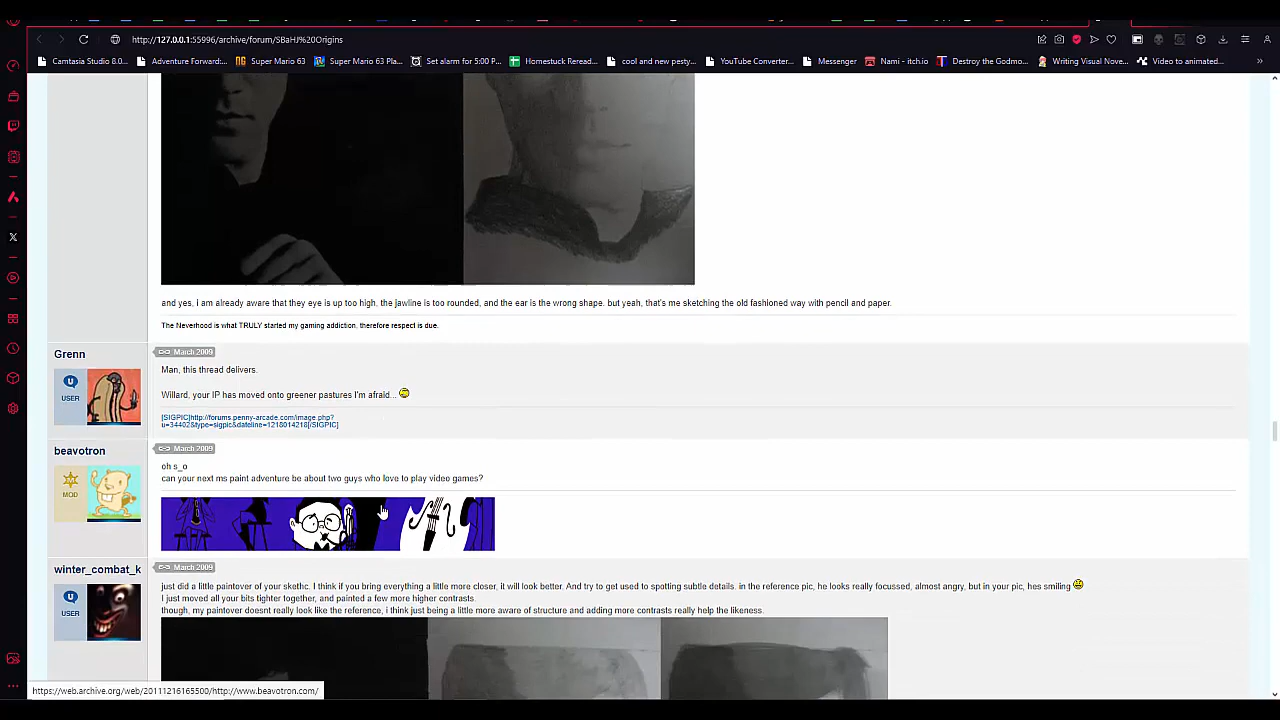 http://127.0.0.1:55996/archive/forum/SBaHJ%20Origins
Camtasia Studio 8.0...
Adventure Forward:...
Super Mario 63
Super Mario 63 Pla...
Set alarm for 5:00 P...
Homestuck Reread...
cool and new pesty...
YouTube Converter...
Messenger
Nami - itch.io
Destroy the Godmo...
Writing Visual Nove...
Video to animated...
and yes, i am already aware that they eye is up too high, the jawline is too rounded, and the ear is the wrong shape. but yeah, that's me sketching the old fashioned way with pencil and paper.
The Neverhood is what TRULY started my gaming addiction, therefore respect is due.
Grenn
March 2009
USER
Man, this thread delivers.
Willard, your IP has moved onto greener pastures I'm afraid...
[SIGPIC]http://forums.penny-arcade.com/image.php?
u=34402&type=sigpic&dateline=1218014218[/SIGPIC]
beavotron
March 2009
MOD
oh s_o
can your next ms paint adventure be about two guys who love to play video games?
winter_combat_k
March 2009
USER
just did a little paintover of your skethc. I think if you bring everything a little more closer, it will look better. And try to get used to spotting subtle details. in the reference pic, he looks really focussed, almost angry, but in your pic, hes smiling
I just moved all your bits tighter together, and painted a few more higher contrasts.
though, my paintover doesnt really look like the reference, i think just being a little more aware of structure and adding more contrasts really help the likeness.
https://web.archive.org/web/20111216165500/http://www.beavotron.com/